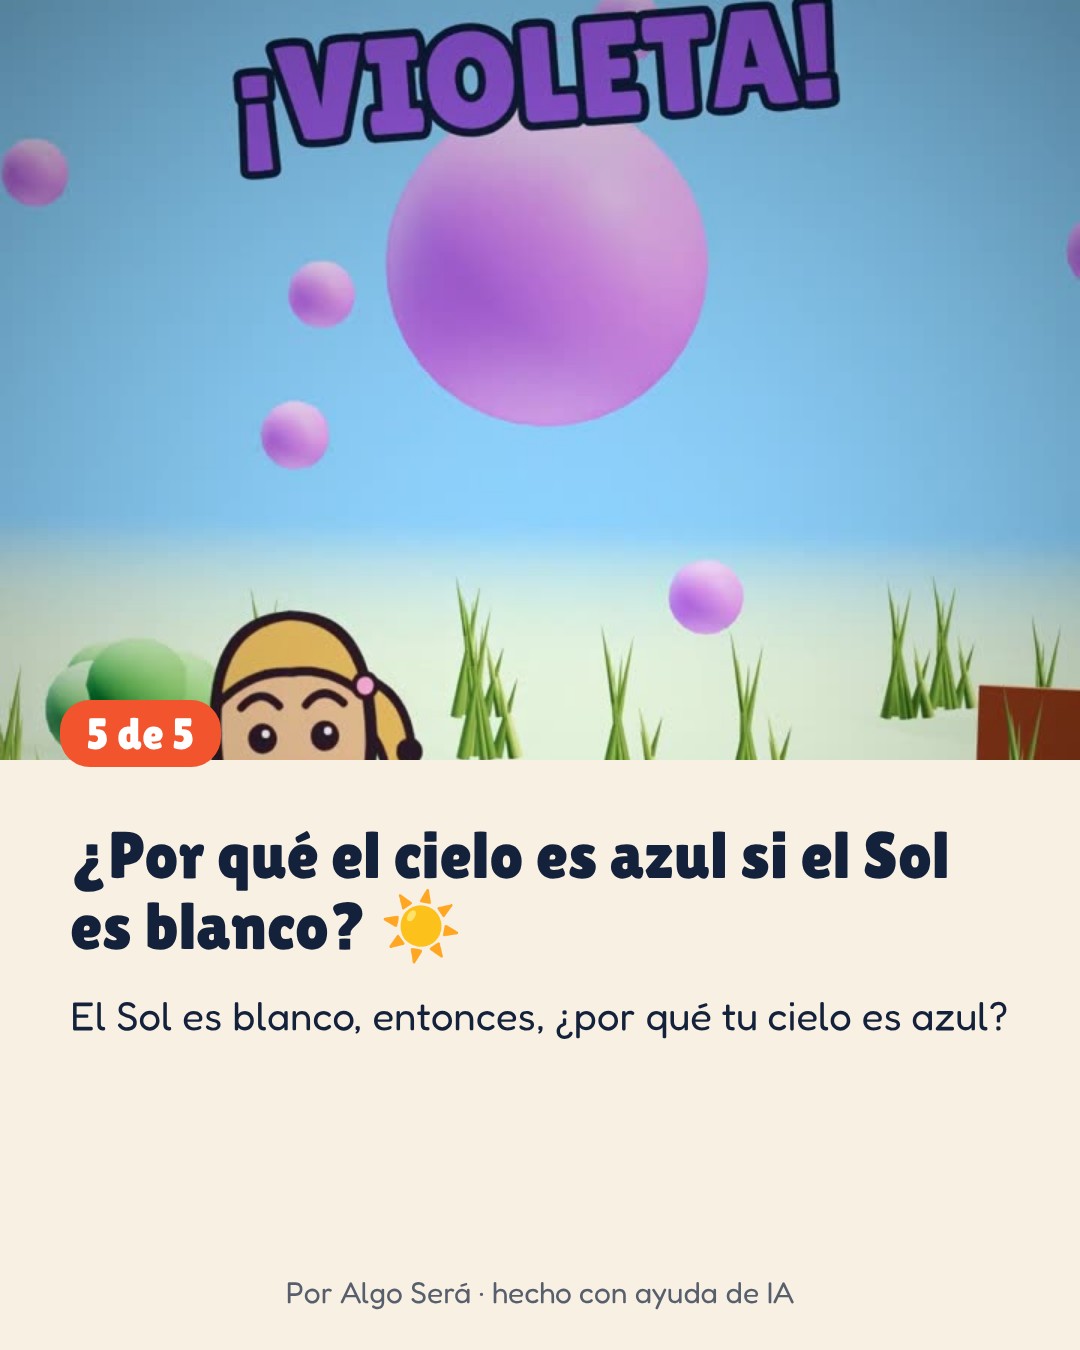 ¡VIOLETA!
5 de 5
¿Por qué el cielo es azul si el Sol
es blanco? ☀️
El Sol es blanco, entonces, ¿por qué tu cielo es azul?
Por Algo Será · hecho con ayuda de IA